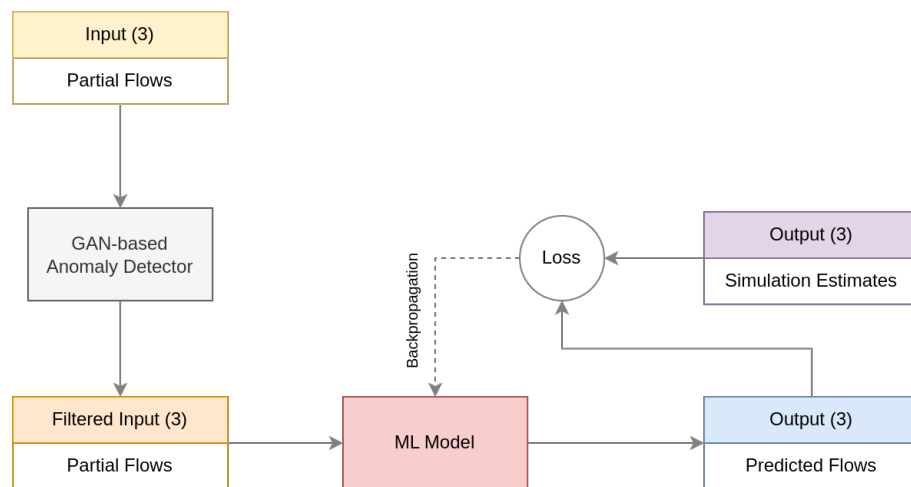 Input (3)
Partial Flows
GAN-based
Anomaly Detector
Output (3)
Simulation Estimates
Loss
Backpropagation
Filtered Input (3)
Partial Flows
ML Model
Output (3)
Predicted Flows